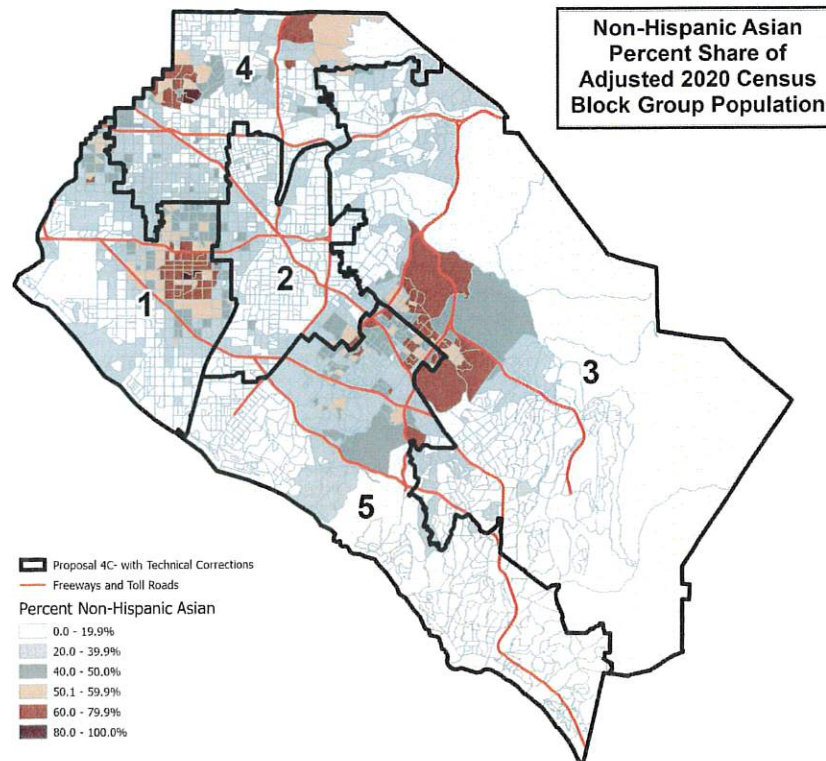 Non-Hispanic Asian
Percent Share of
Adjusted 2020 Census
Block Group Population
4
2
1
3
5
Proposal 4C- with Technical Corrections
Freeways and Toll Roads
Percent Non-Hispanic Asian
0.0 - 19.9%
20.0 - 39.9%
40.0 - 50.0%
50.1 - 59.9%
60.0 - 79.9%
80.0 - 100.0%